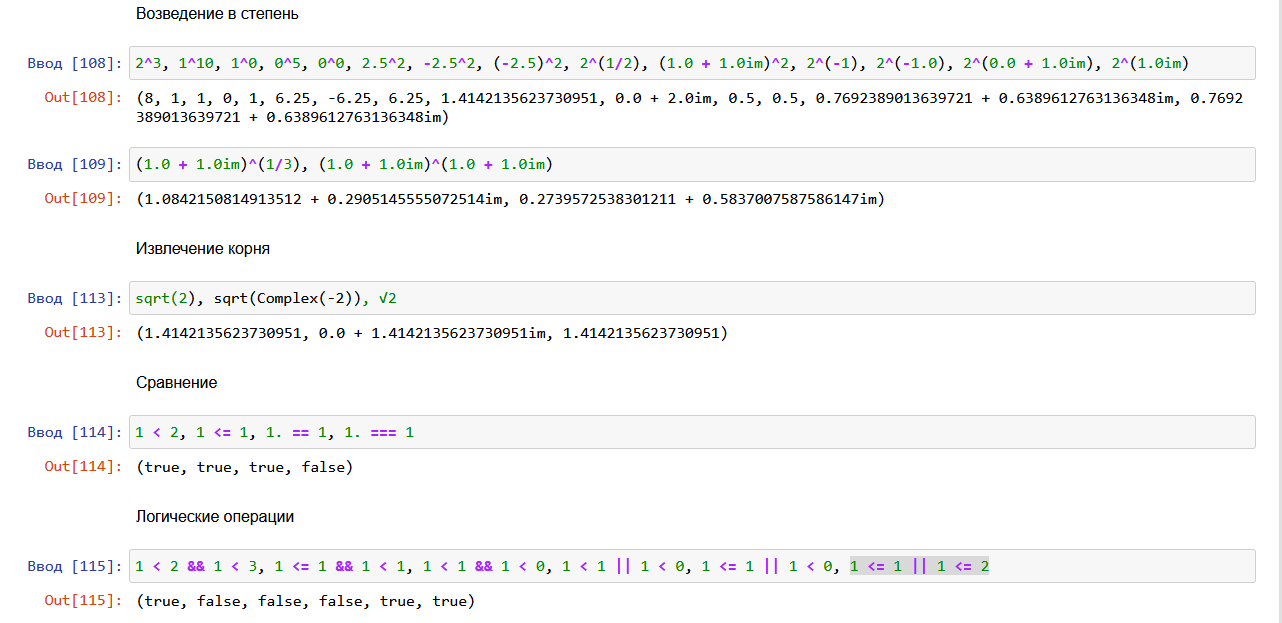 Возведение в степень
Ввод [108]: 2^3, 1^10, 1^0, 0^5, 0^0, 2.5^2, -2.5^2, (-2.5)^2, 2^(1/2), (1.0 + 1.0im)^2, 2^(-1), 2^(-1.0), 2^(0.0 + 1.0im), 2^(1.0im)
Out[108]: (8, 1, 1, 0, 1, 6.25, -6.25, 6.25, 1.4142135623730951, 0.0 + 2.0im, 0.5, 0.5, 0.7692389013639721 + 0.6389612763136348im, 0.7692
389013639721 + 0.6389612763136348im)
Ввод [109]: (1.0 + 1.0im)^(1/3), (1.0 + 1.0im)^(1.0 + 1.0im)
Out[109]: (1.0842150814913512 + 0.2905145555072514im, 0.2739572538301211 + 0.5837007587586147im)
Извлечение корня
Ввод [113]: sqrt(2), sqrt(Complex(-2)), √2
Out[113]: (1.4142135623730951, 0.0 + 1.4142135623730951im, 1.4142135623730951)
Сравнение
Ввод [114]: 1 < 2, 1 <= 1, 1. == 1, 1. === 1
Out[114]: (true, true, true, false)
Логические операции
Ввод [115]: 1 < 2 && 1 < 3, 1 <= 1 && 1 < 1, 1 < 1 && 1 < 0, 1 < 1 || 1 < 0, 1 <= 1 || 1 < 0, 1 <= 1 || 1 <= 2
Out[115]: (true, false, false, false, true, true)